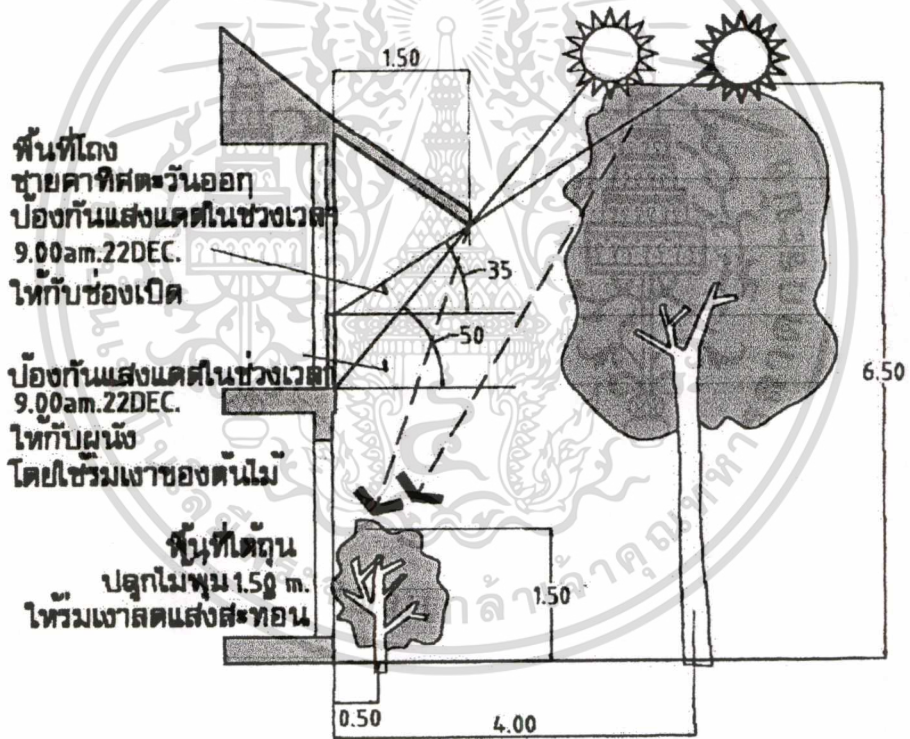 1.50
พื้นที่โถง
ชายคาทิศตะวันออก
ป้องกันแสงแดดในช่วงเวลา
9.00am.22DEC.
ให้กับช่องเปิด
35
50
ป้องกันแสงแดดในช่วงเวลา
9.00am.22DEC.
ให้กับผนัง
โดยใช้ร่มเงาของต้นไม้
6.50
พื้นที่ใต้ถุน
ปลูกไม้พุ่ม 1.50 m.
ให้ร่มเงาลดแสงสะท้อน
1.50
0.50
4.00